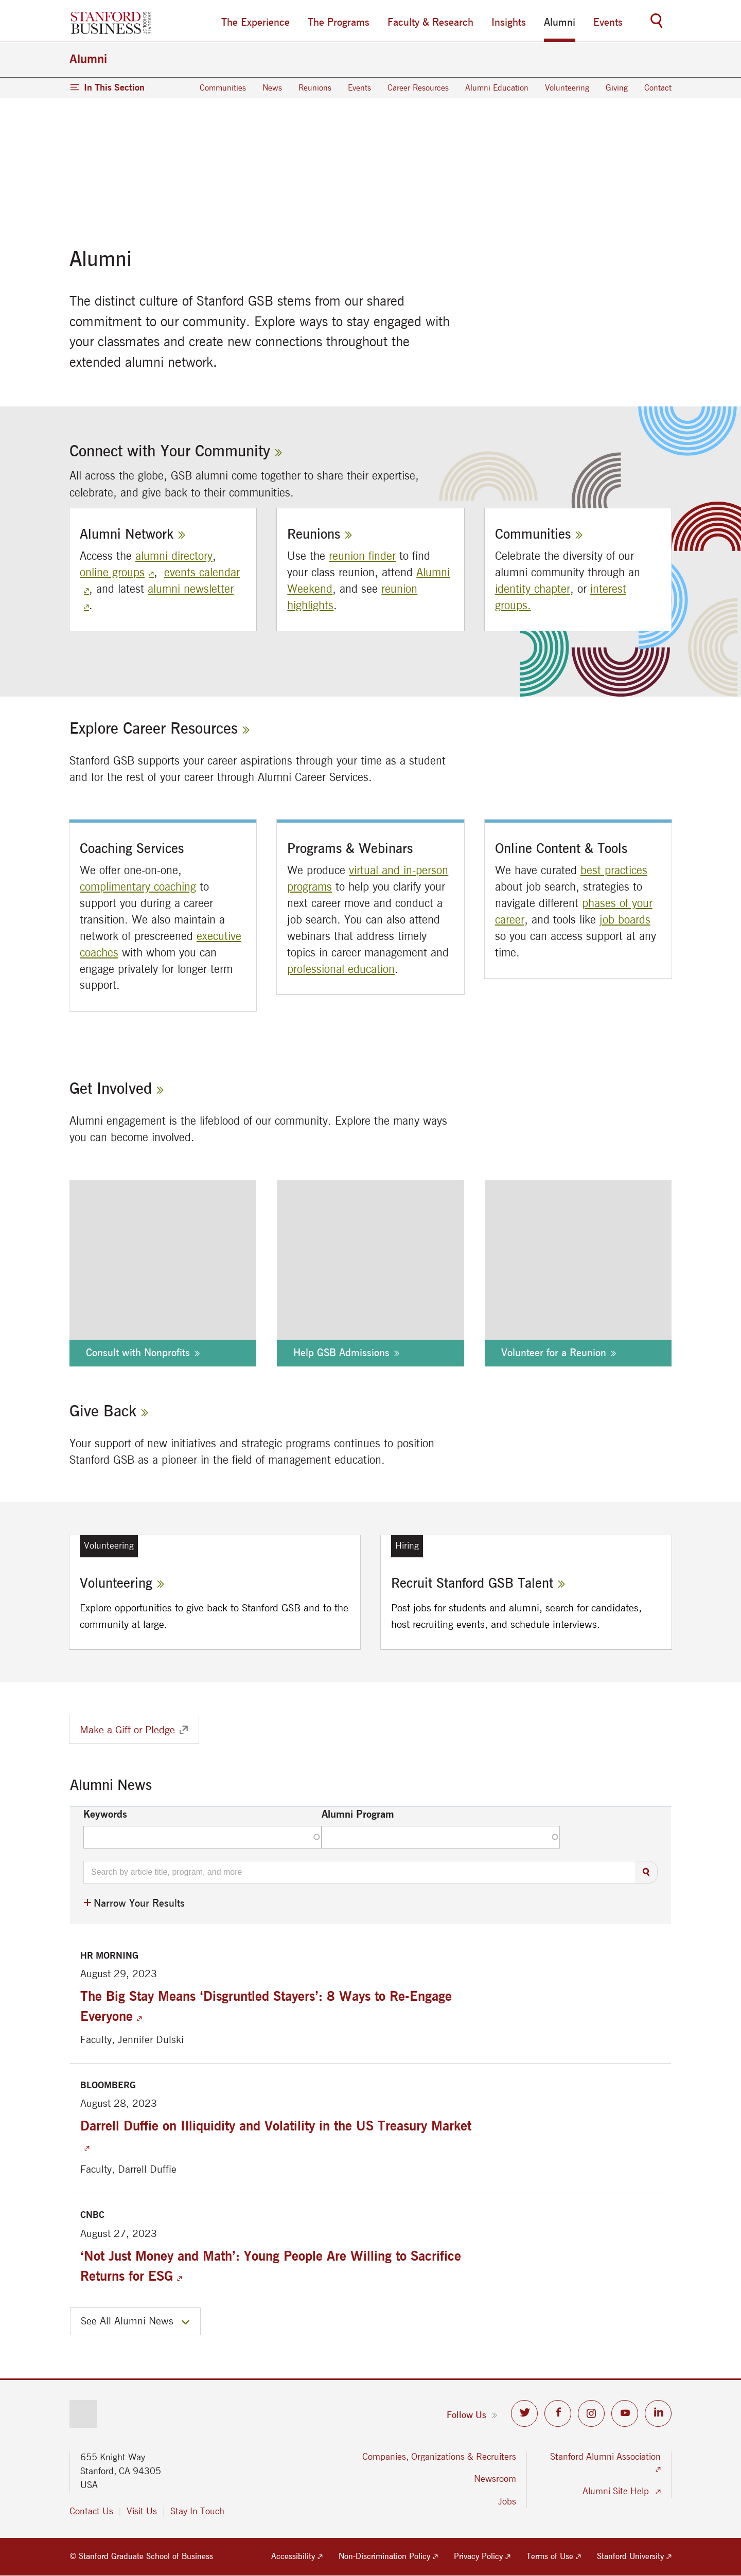 STANFORD
BUSINESS
GRADUATE
SCHOOL OF
The Experience
The Programs
Faculty & Research
Insights
Alumni
Events
Alumni
In This Section
Communities
News
Reunions
Events
Career Resources
Alumni Education
Volunteering
Giving
Contact
Alumni
The distinct culture of Stanford GSB stems from our shared
commitment to our community. Explore ways to stay engaged with
your classmates and create new connections throughout the
extended alumni network.
Connect with Your Community
All across the globe, GSB alumni come together to share their expertise,
celebrate, and give back to their communities.
Alumni Network
Access the alumni directory,
online groups , events calendar
, and latest alumni newsletter
.
Reunions
Use the reunion finder to find
your class reunion, attend Alumni
Weekend, and see reunion
highlights.
Communities
Celebrate the diversity of our
alumni community through an
identity chapter, or interest
groups.
Explore Career Resources
Stanford GSB supports your career aspirations through your time as a student
and for the rest of your career through Alumni Career Services.
Coaching Services
We offer one-on-one,
complimentary coaching to
support you during a career
transition. We also maintain a
network of prescreened executive
coaches with whom you can
engage privately for longer-term
support.
Programs & Webinars
We produce virtual and in-person
programs to help you clarify your
next career move and conduct a
job search. You can also attend
webinars that address timely
topics in career management and
professional education.
Online Content & Tools
We have curated best practices
about job search, strategies to
navigate different phases of your
career, and tools like job boards
so you can access support at any
time.
Get Involved
Alumni engagement is the lifeblood of our community. Explore the many ways
you can become involved.
Consult with Nonprofits
Help GSB Admissions
Volunteer for a Reunion
Give Back
Your support of new initiatives and strategic programs continues to position
Stanford GSB as a pioneer in the field of management education.
Volunteering
Volunteering
Explore opportunities to give back to Stanford GSB and to the
community at large.
Hiring
Recruit Stanford GSB Talent
Post jobs for students and alumni, search for candidates,
host recruiting events, and schedule interviews.
Make a Gift or Pledge
Alumni News
Keywords
Alumni Program
Search by article title, program, and more
Narrow Your Results
HR MORNING
August 29, 2023
The Big Stay Means ‘Disgruntled Stayers’: 8 Ways to Re-Engage
Everyone
Faculty, Jennifer Dulski
BLOOMBERG
August 28, 2023
Darrell Duffie on Illiquidity and Volatility in the US Treasury Market
Faculty, Darrell Duffie
CNBC
August 27, 2023
‘Not Just Money and Math’: Young People Are Willing to Sacrifice
Returns for ESG
See All Alumni News
Follow Us
655 Knight Way
Stanford, CA 94305
USA
Contact Us
Visit Us
Stay In Touch
Companies, Organizations & Recruiters
Newsroom
Jobs
Stanford Alumni Association
Alumni Site Help
© Stanford Graduate School of Business
Accessibility
Non-Discrimination Policy
Privacy Policy
Terms of Use
Stanford University